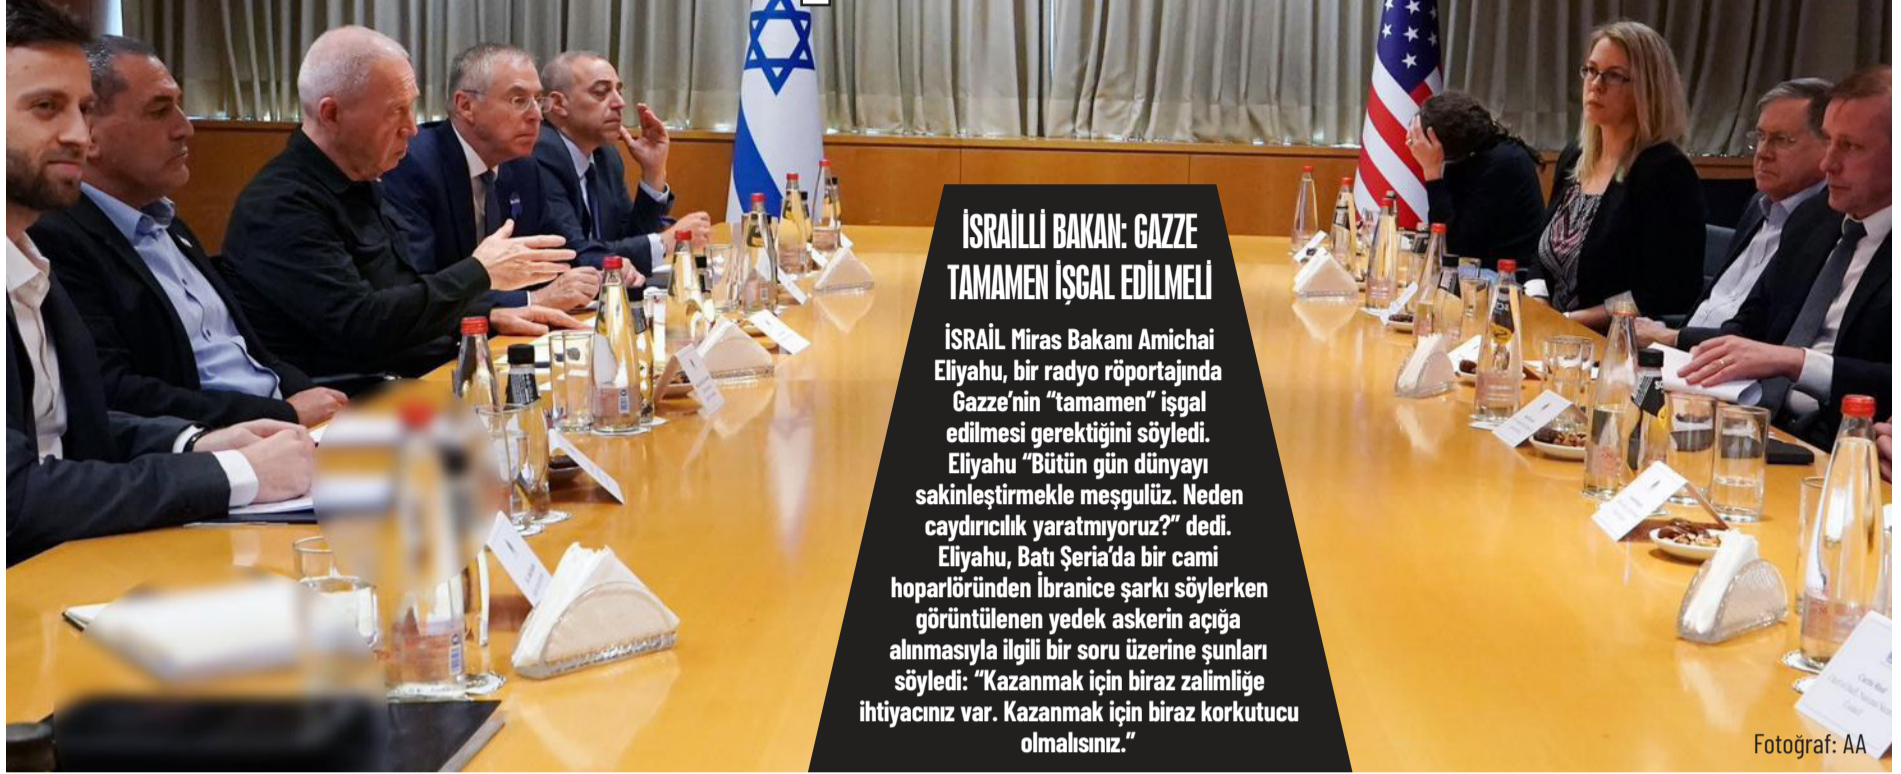 İSRAİLLİ BAKAN: GAZZE
TAMAMEN İŞGAL EDİLMELİ
İSRAİL Miras Bakanı Amichai
Eliyahu, bir radyo röportajında
Gazze’nin “tamamen” işgal
edilmesi gerektiğini söyledi.
Eliyahu “Bütün gün dünyayı
sakinleştirmekle meşgulüz. Neden
caydırıcılık yaratmıyoruz?” dedi.
Eliyahu, Batı Şeria’da bir cami
hoparlöründen İbranice şarkı söylerken
görüntülenen yedek askerin açığa
alınmasıyla ilgili bir soru üzerine şunları
söyledi: “Kazanmak için biraz zalimliğe
ihtiyacınız var. Kazanmak için biraz korkutucu
olmalısınız.”
Fotoğraf: AA